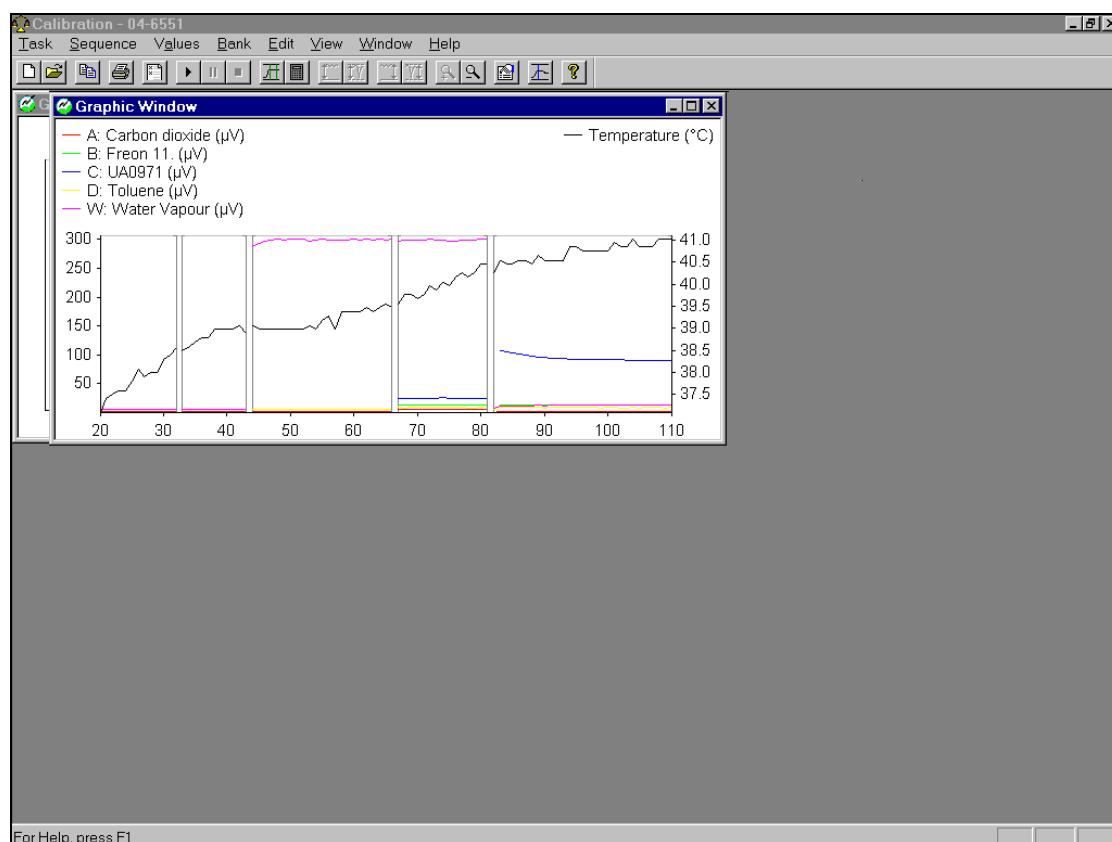 Calibration - 04-6551
Task Sequence Values Bank Edit View Window Help
G
Graphic Window
A: Carbon dioxide (µV)
B: Freon 11. (µV)
C: UA0971 (µV)
D: Toluene (µV)
W: Water Vapour (µV)
Temperature (°C)
300
250
200
150
100
50
41.0
40.5
40.0
39.5
39.0
38.5
38.0
37.5
20 30 40 50 60 70 80 90 100 110
For Help, press F1